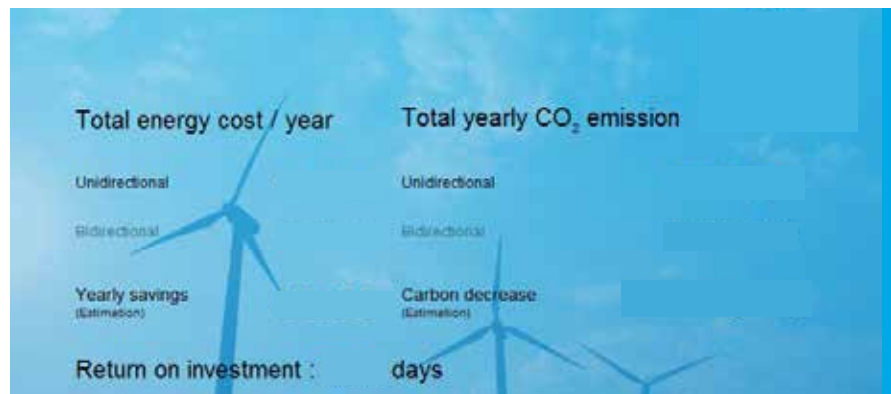 Total energy cost / year
Total yearly CO₂ emission
Unidirectional
Unidirectional
Bidirectional
Bidirectional
Yearly savings
(Estimation)
Carbon decrease
(Estimation)
Return on investment : days